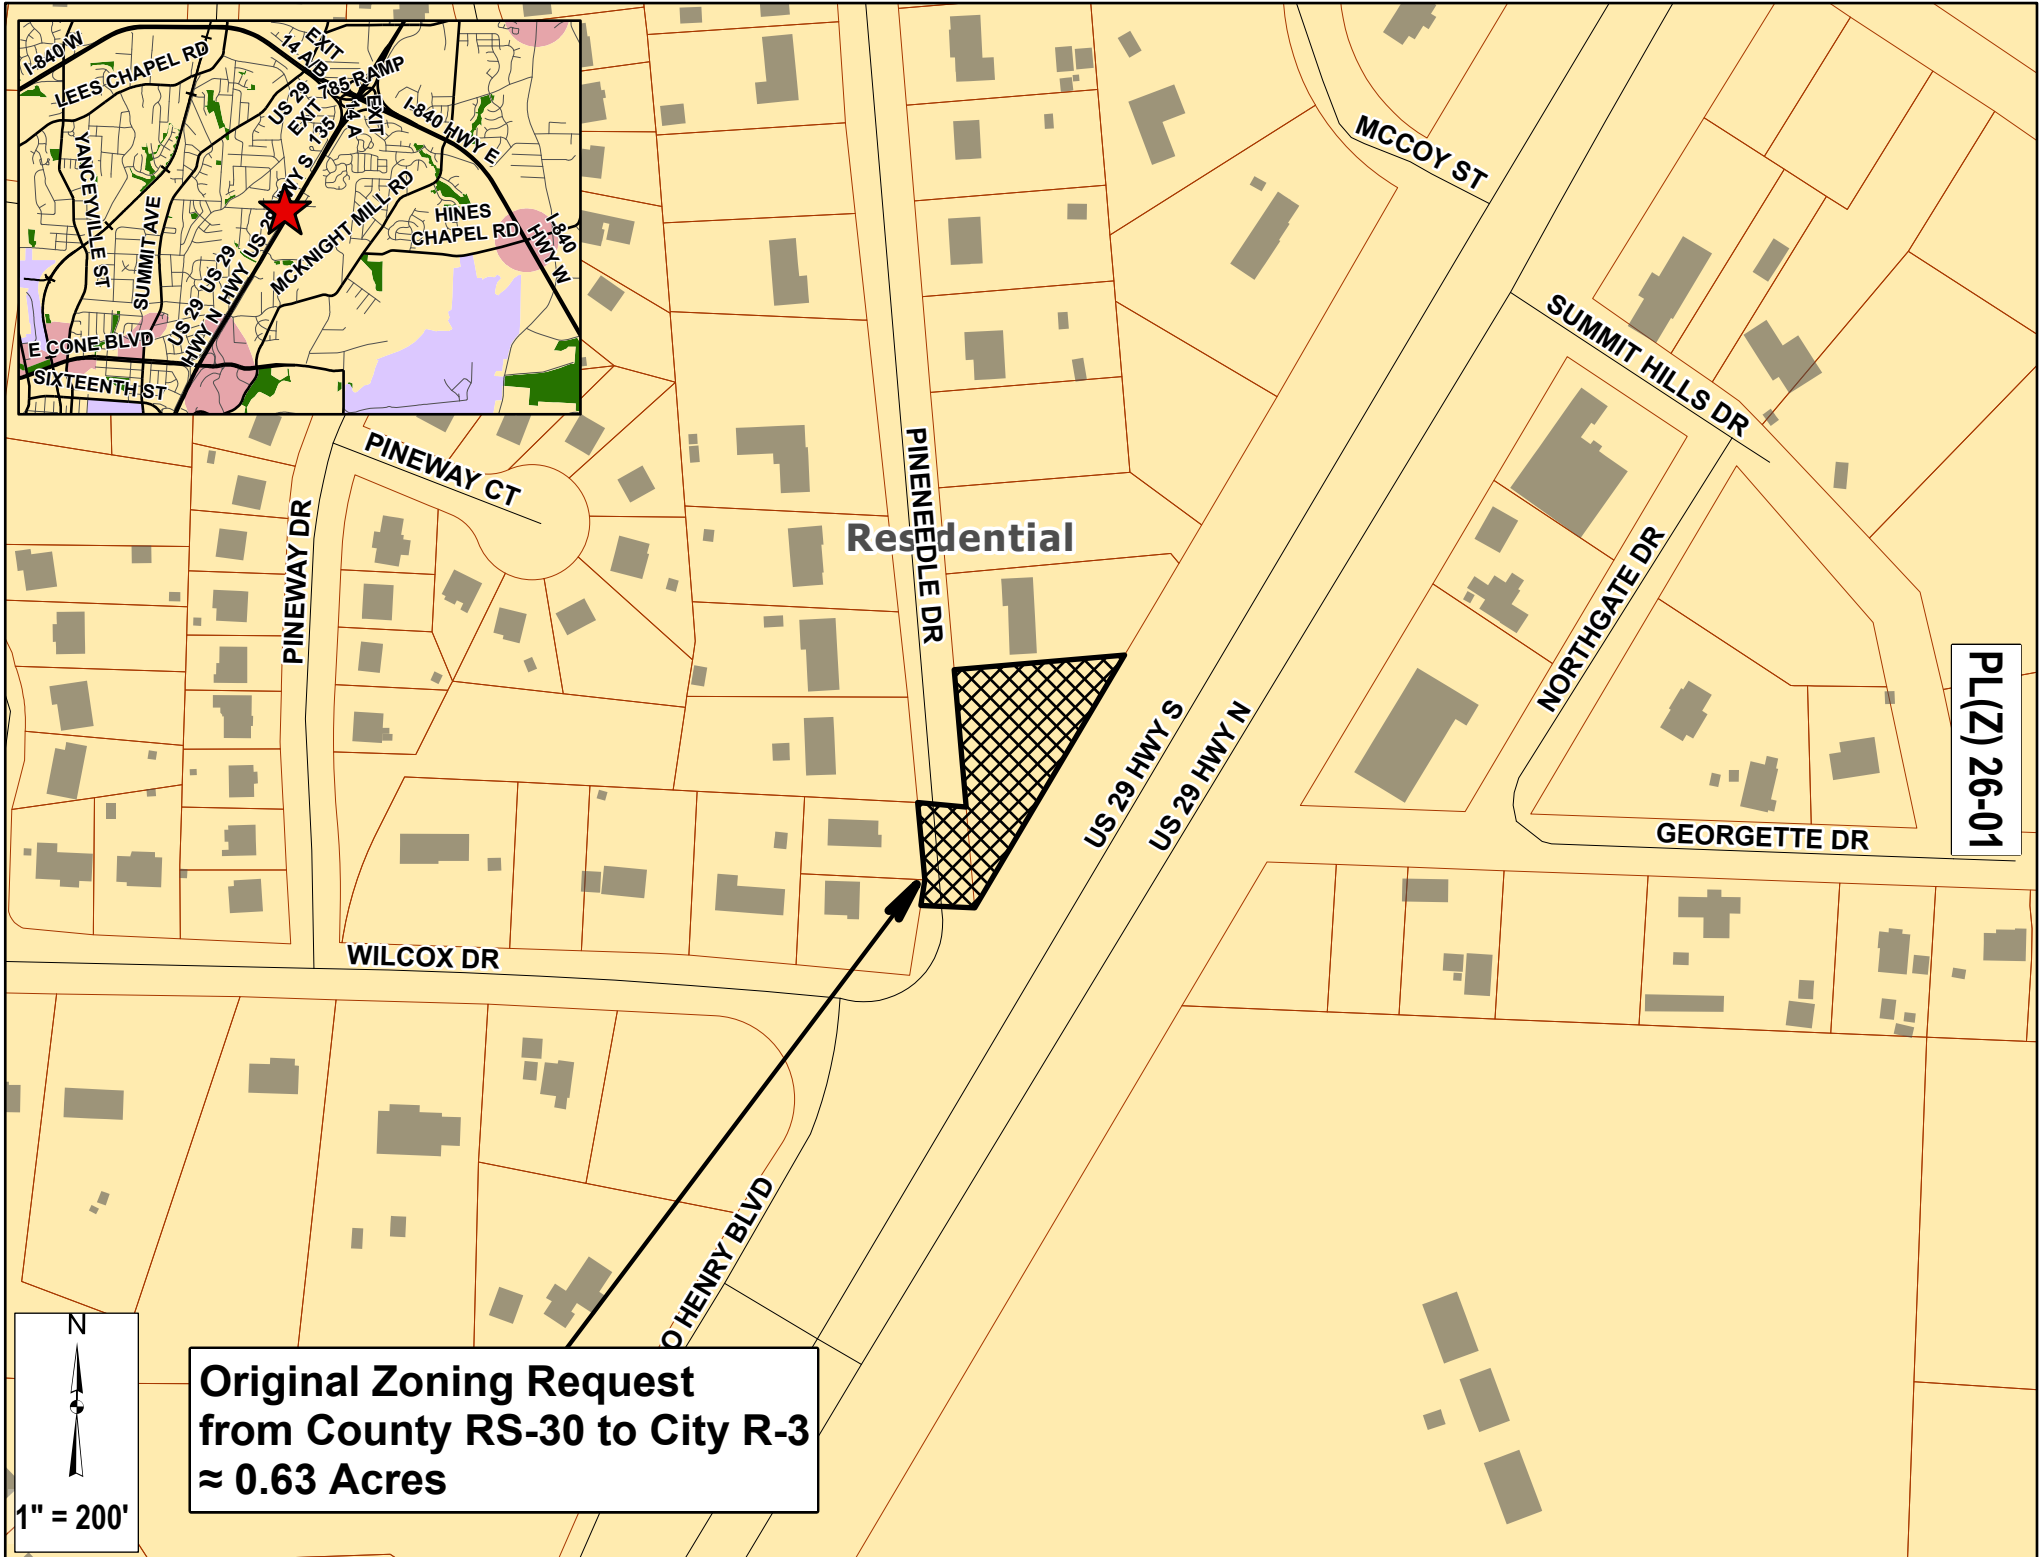 I-840 W
LEES CHAPEL RD
EXIT
14 A/B
785 RAMP
US 29
EXIT 135
EXIT
14 A
I-840 HWY E
YANCEYVILLE ST
SUMMIT AVE
MCKNIGHT MILL RD
HINES
CHAPEL RD
I-840
HWY W
US 29
HWY N
US 29
HWY
US 29
HWY S
E CONE BLVD
SIXTEENTH ST
MCCOY ST
SUMMIT HILLS DR
PINEWAY CT
PINEWAY DR
PINENEEDLE DR
Residential
NORTHGATE DR
PL(Z) 26-01
US 29 HWY S
US 29 HWY N
GEORGETTE DR
WILCOX DR
O HENRY BLVD
N
1" = 200'
Original Zoning Request
from County RS-30 to City R-3
≈ 0.63 Acres